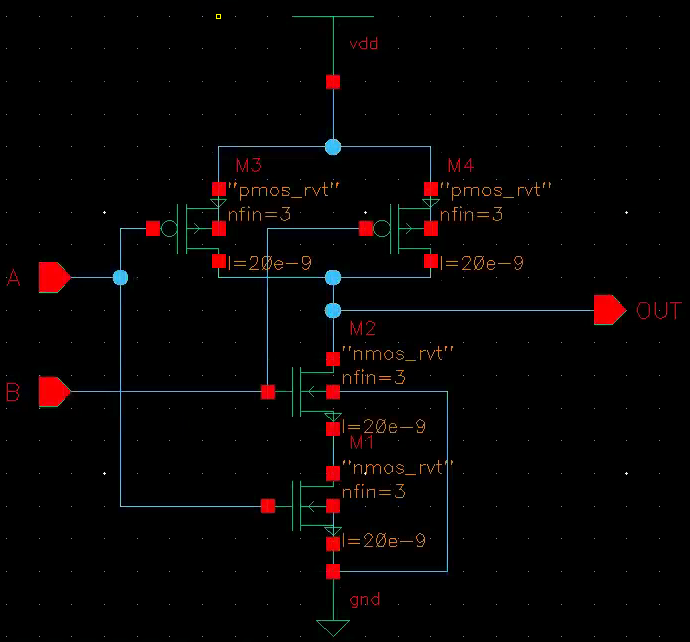 vdd
M3
"pmos_rvt"
nfin=3
l=20e-9
M4
"pmos_rvt"
nfin=3
l=20e-9
A
OUT
M2
"nmos_rvt"
nfin=3
l=20e-9
B
M1
"nmos_rvt"
nfin=3
l=20e-9
gnd